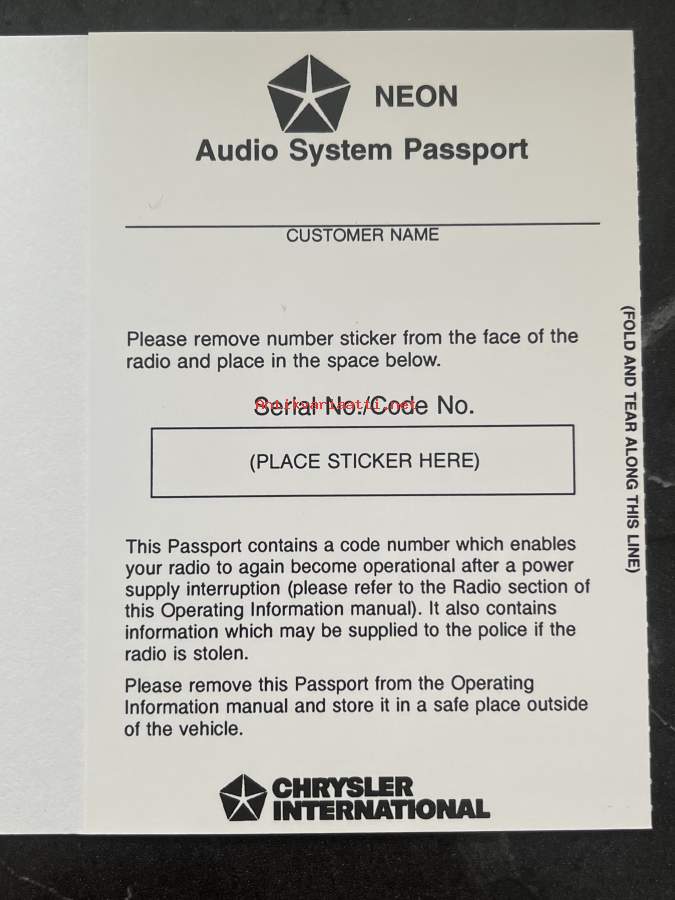 NEON
Audio System Passport
CUSTOMER NAME
Please remove number sticker from the face of the
radio and place in the space below.
Serial No./Code No.
Antikvariaatti.net
(PLACE STICKER HERE)
This Passport contains a code number which enables
your radio to again become operational after a power
supply interruption (please refer to the Radio section of
this Operating Information manual). It also contains
information which may be supplied to the police if the
radio is stolen.
Please remove this Passport from the Operating
Information manual and store it in a safe place outside
of the vehicle.
CHRYSLER
INTERNATIONAL
(FOLD AND TEAR ALONG THIS LINE)